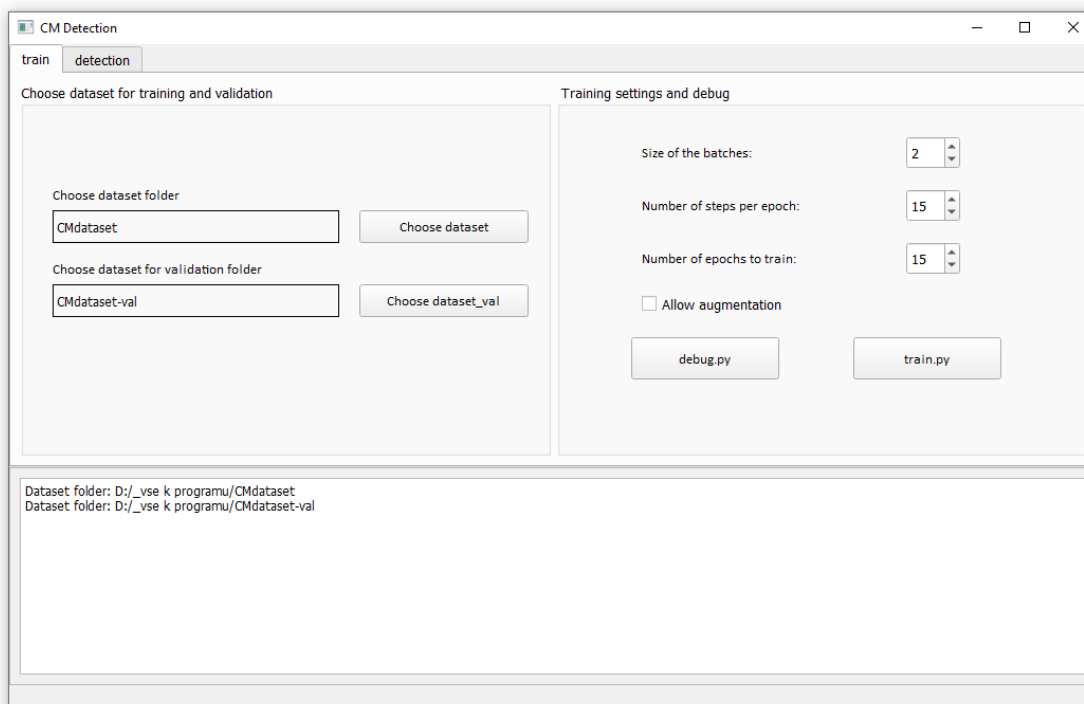 CM Detection
train
detection
Choose dataset for training and validation
Choose dataset folder
CMdataset
Choose dataset
Choose dataset for validation folder
CMdataset-val
Choose dataset_val
Training settings and debug
Size of the batches:
2
Number of steps per epoch:
15
Number of epochs to train:
15
Allow augmentation
debug.py
train.py
Dataset folder: D:/_vse k programu/CMdataset
Dataset folder: D:/_vse k programu/CMdataset-val